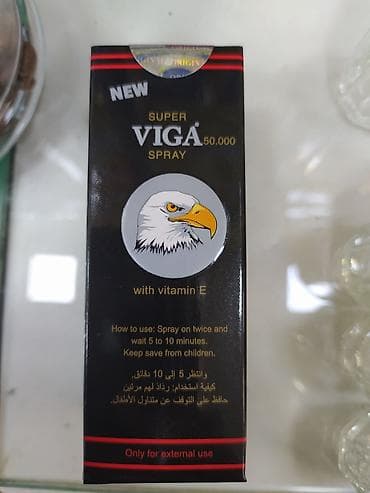 ORIGIN
NEW
SUPER
VIGA 50.000
SPRAY
with vitamin E
How to use: Spray on twice and
wait 5 to 10 minutes.
Keep save from children.
وانتظر 5 إلى 10 دقائق.
كيفية استخدام: رذاذ لهم مرتين
حافظ على التوقف عن متناول الأطفال.
Only for external use